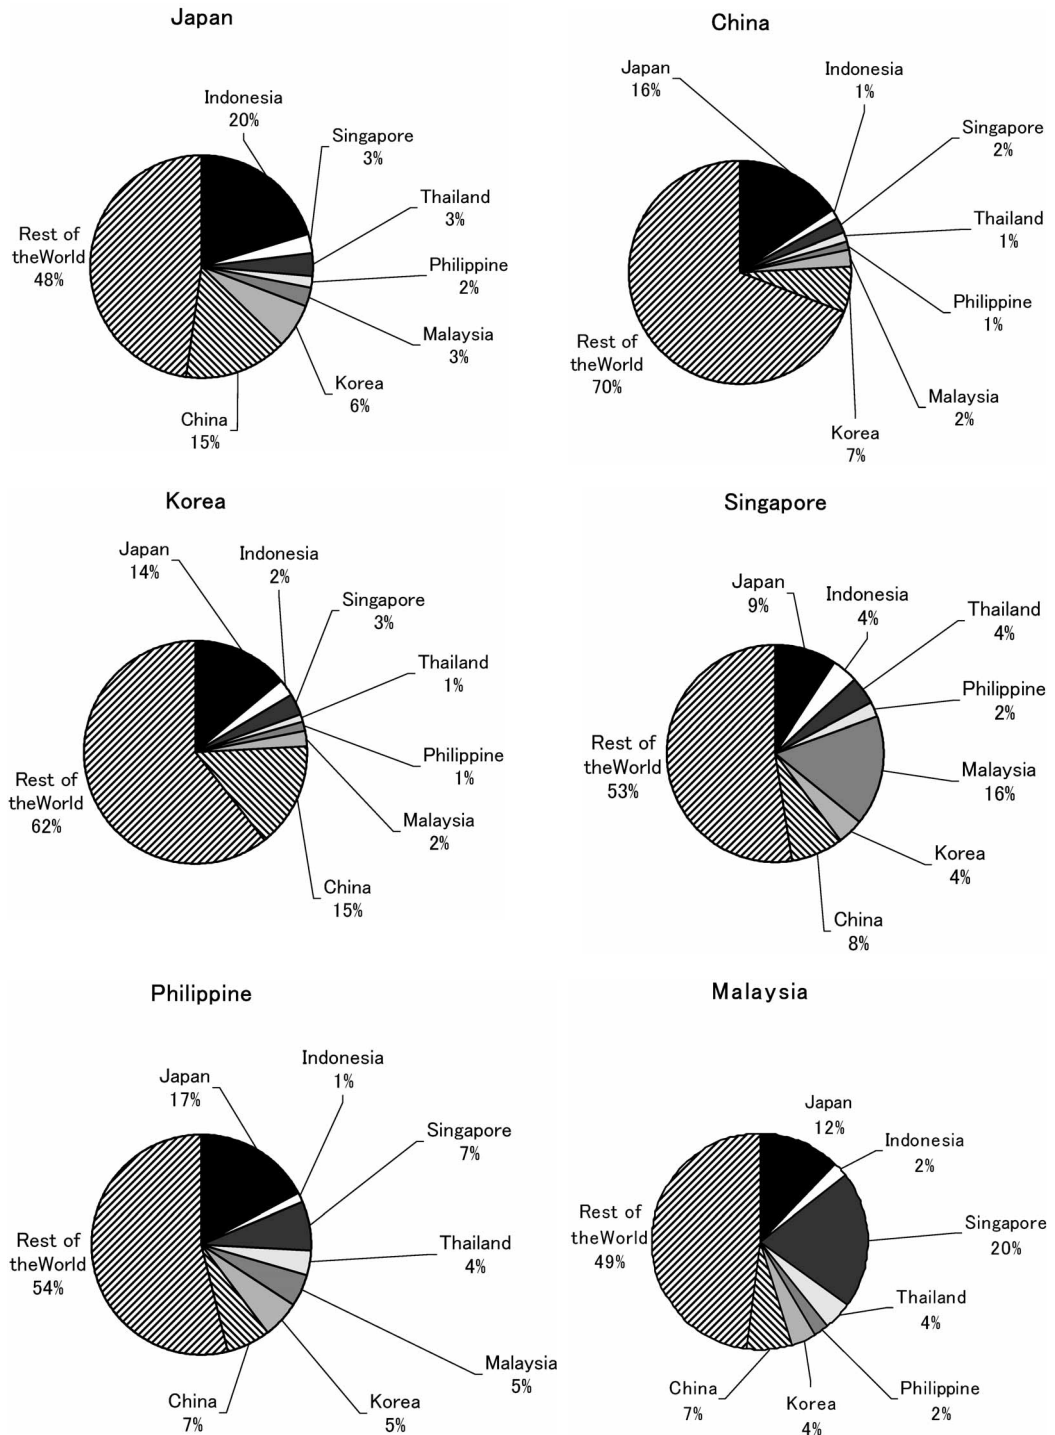 Japan
Indonesia
20%
Singapore
3%
Thailand
3%
Philippine
2%
Malaysia
3%
Korea
6%
China
15%
Rest of
theWorld
48%
China
Japan
16%
Indonesia
1%
Singapore
2%
Thailand
1%
Philippine
1%
Malaysia
2%
Korea
7%
Rest of
theWorld
70%
Korea
Japan
14%
Indonesia
2%
Singapore
3%
Thailand
1%
Philippine
1%
Malaysia
2%
China
15%
Rest of
theWorld
62%
Singapore
Japan
9%
Indonesia
4%
Thailand
4%
Philippine
2%
Malaysia
16%
Korea
4%
China
8%
Rest of
theWorld
53%
Philippine
Japan
17%
Indonesia
1%
Singapore
7%
Thailand
4%
Malaysia
5%
Korea
5%
China
7%
Rest of
theWorld
54%
Malaysia
Japan
12%
Indonesia
2%
Singapore
20%
Thailand
4%
Philippine
2%
Korea
4%
China
7%
Rest of
theWorld
49%